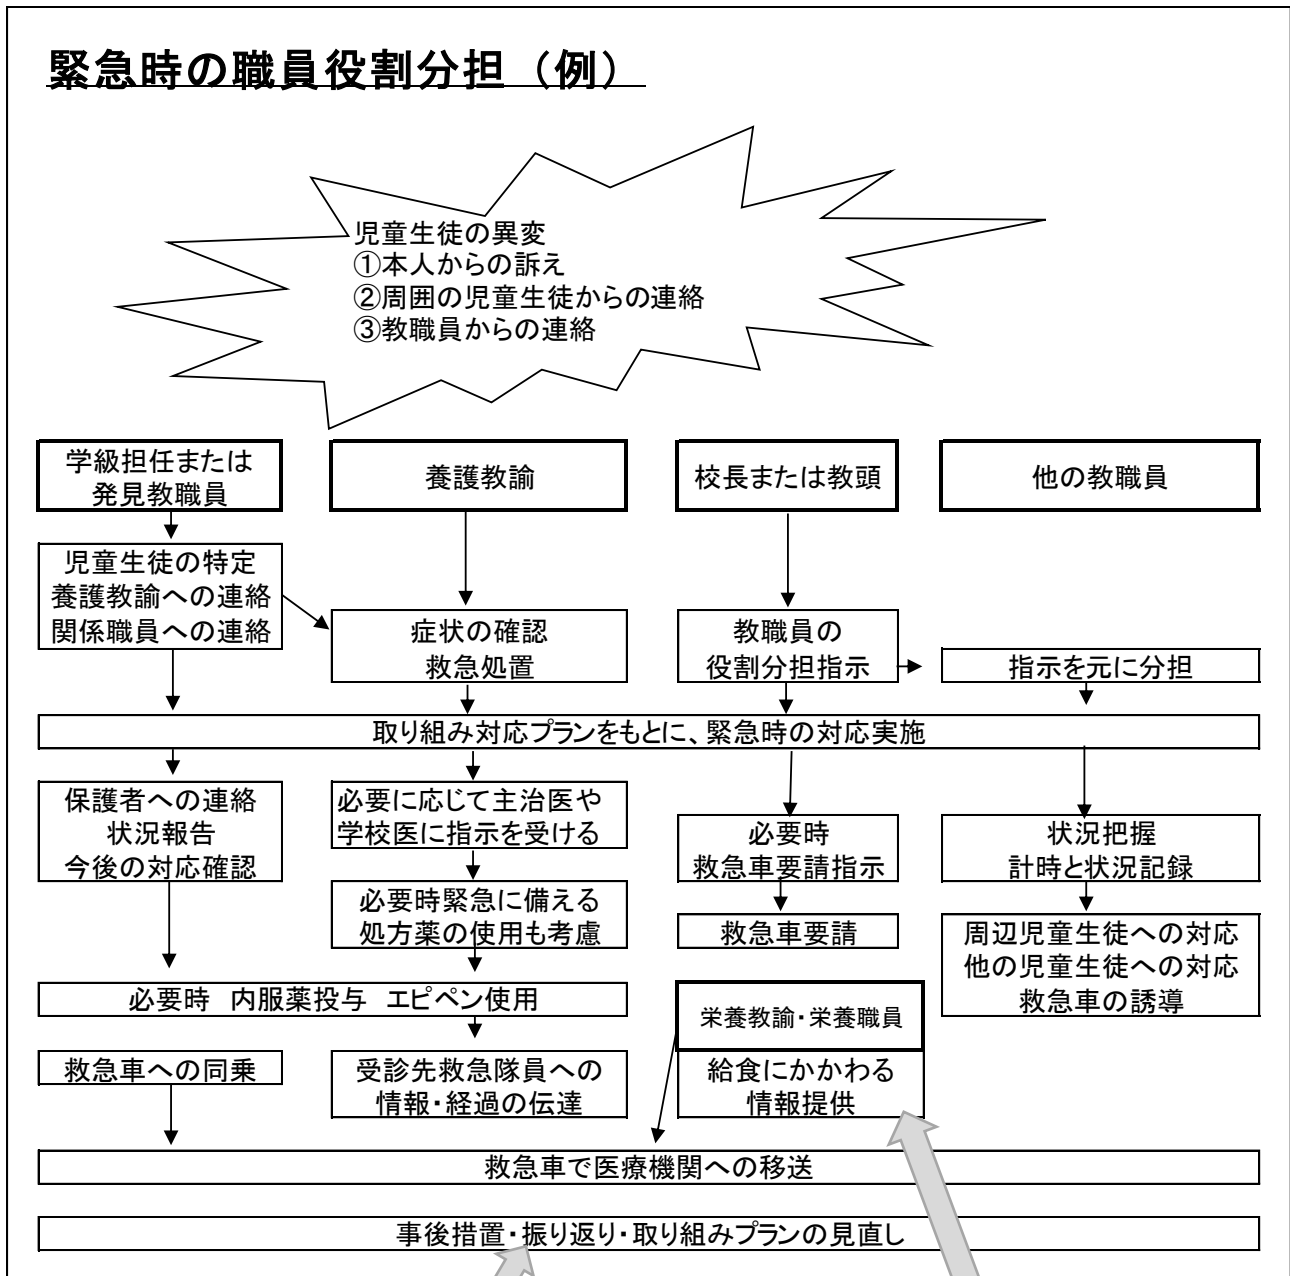 緊急時の職員役割分担（例）
児童生徒の異変
①本人からの訴え
②周囲の児童生徒からの連絡
③教職員からの連絡
学級担任または
発見教職員
養護教諭
校長または教頭
他の教職員
児童生徒の特定
養護教諭への連絡
関係職員への連絡
症状の確認
救急処置
教職員の
役割分担指示
指示を元に分担
取り組み対応プランをもとに、緊急時の対応実施
保護者への連絡
状況報告
今後の対応確認
必要に応じて主治医や
学校医に指示を受ける
必要時
救急車要請指示
状況把握
計時と状況記録
必要時緊急に備える
処方薬の使用も考慮
救急車要請
周辺児童生徒への対応
他の児童生徒への対応
救急車の誘導
必要時　内服薬投与　エピペン使用
栄養教諭・栄養職員
救急車への同乗
受診先救急隊員への
情報・経過の伝達
給食にかかわる
情報提供
救急車で医療機関への移送
事後措置・振り返り・取り組みプランの見直し